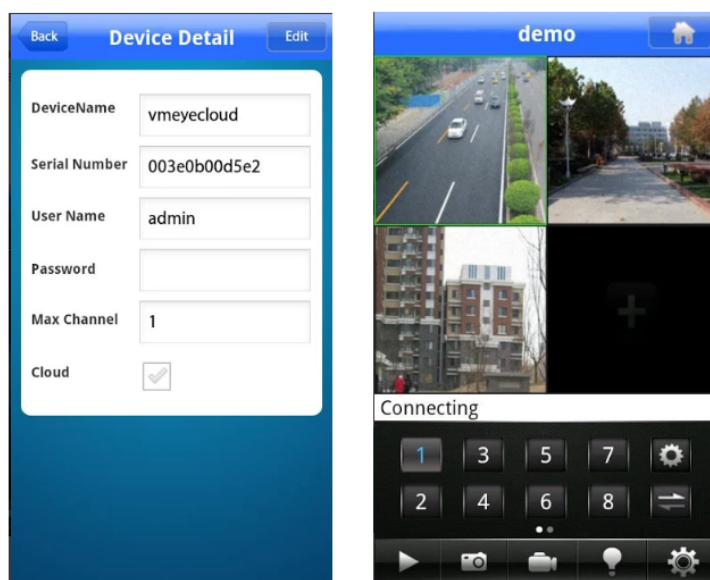 Back Device Detail Edit
DeviceName vmeyecloud
Serial Number 003e0b00d5e2
User Name admin
Password
Max Channel 1
Cloud
demo
Connecting
1 3 5 7
2 4 6 8